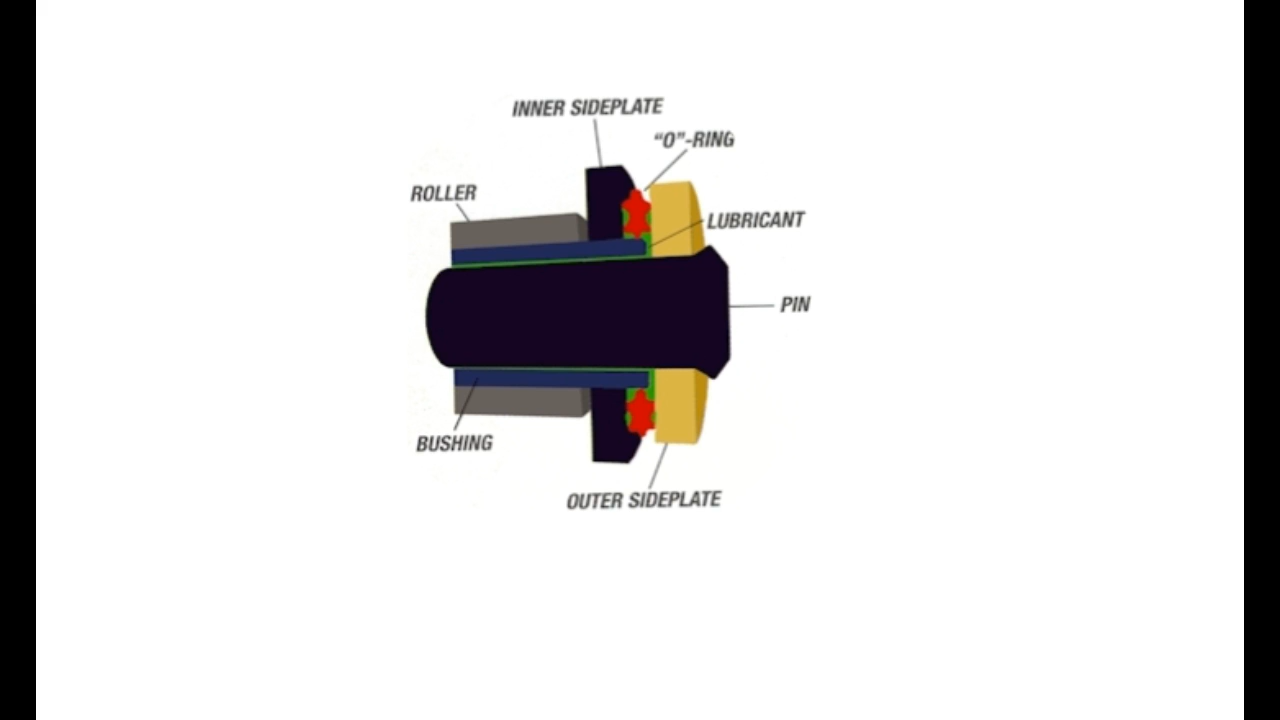 INNER SIDEPLATE
"O"-RING
ROLLER
LUBRICANT
PIN
BUSHING
OUTER SIDEPLATE